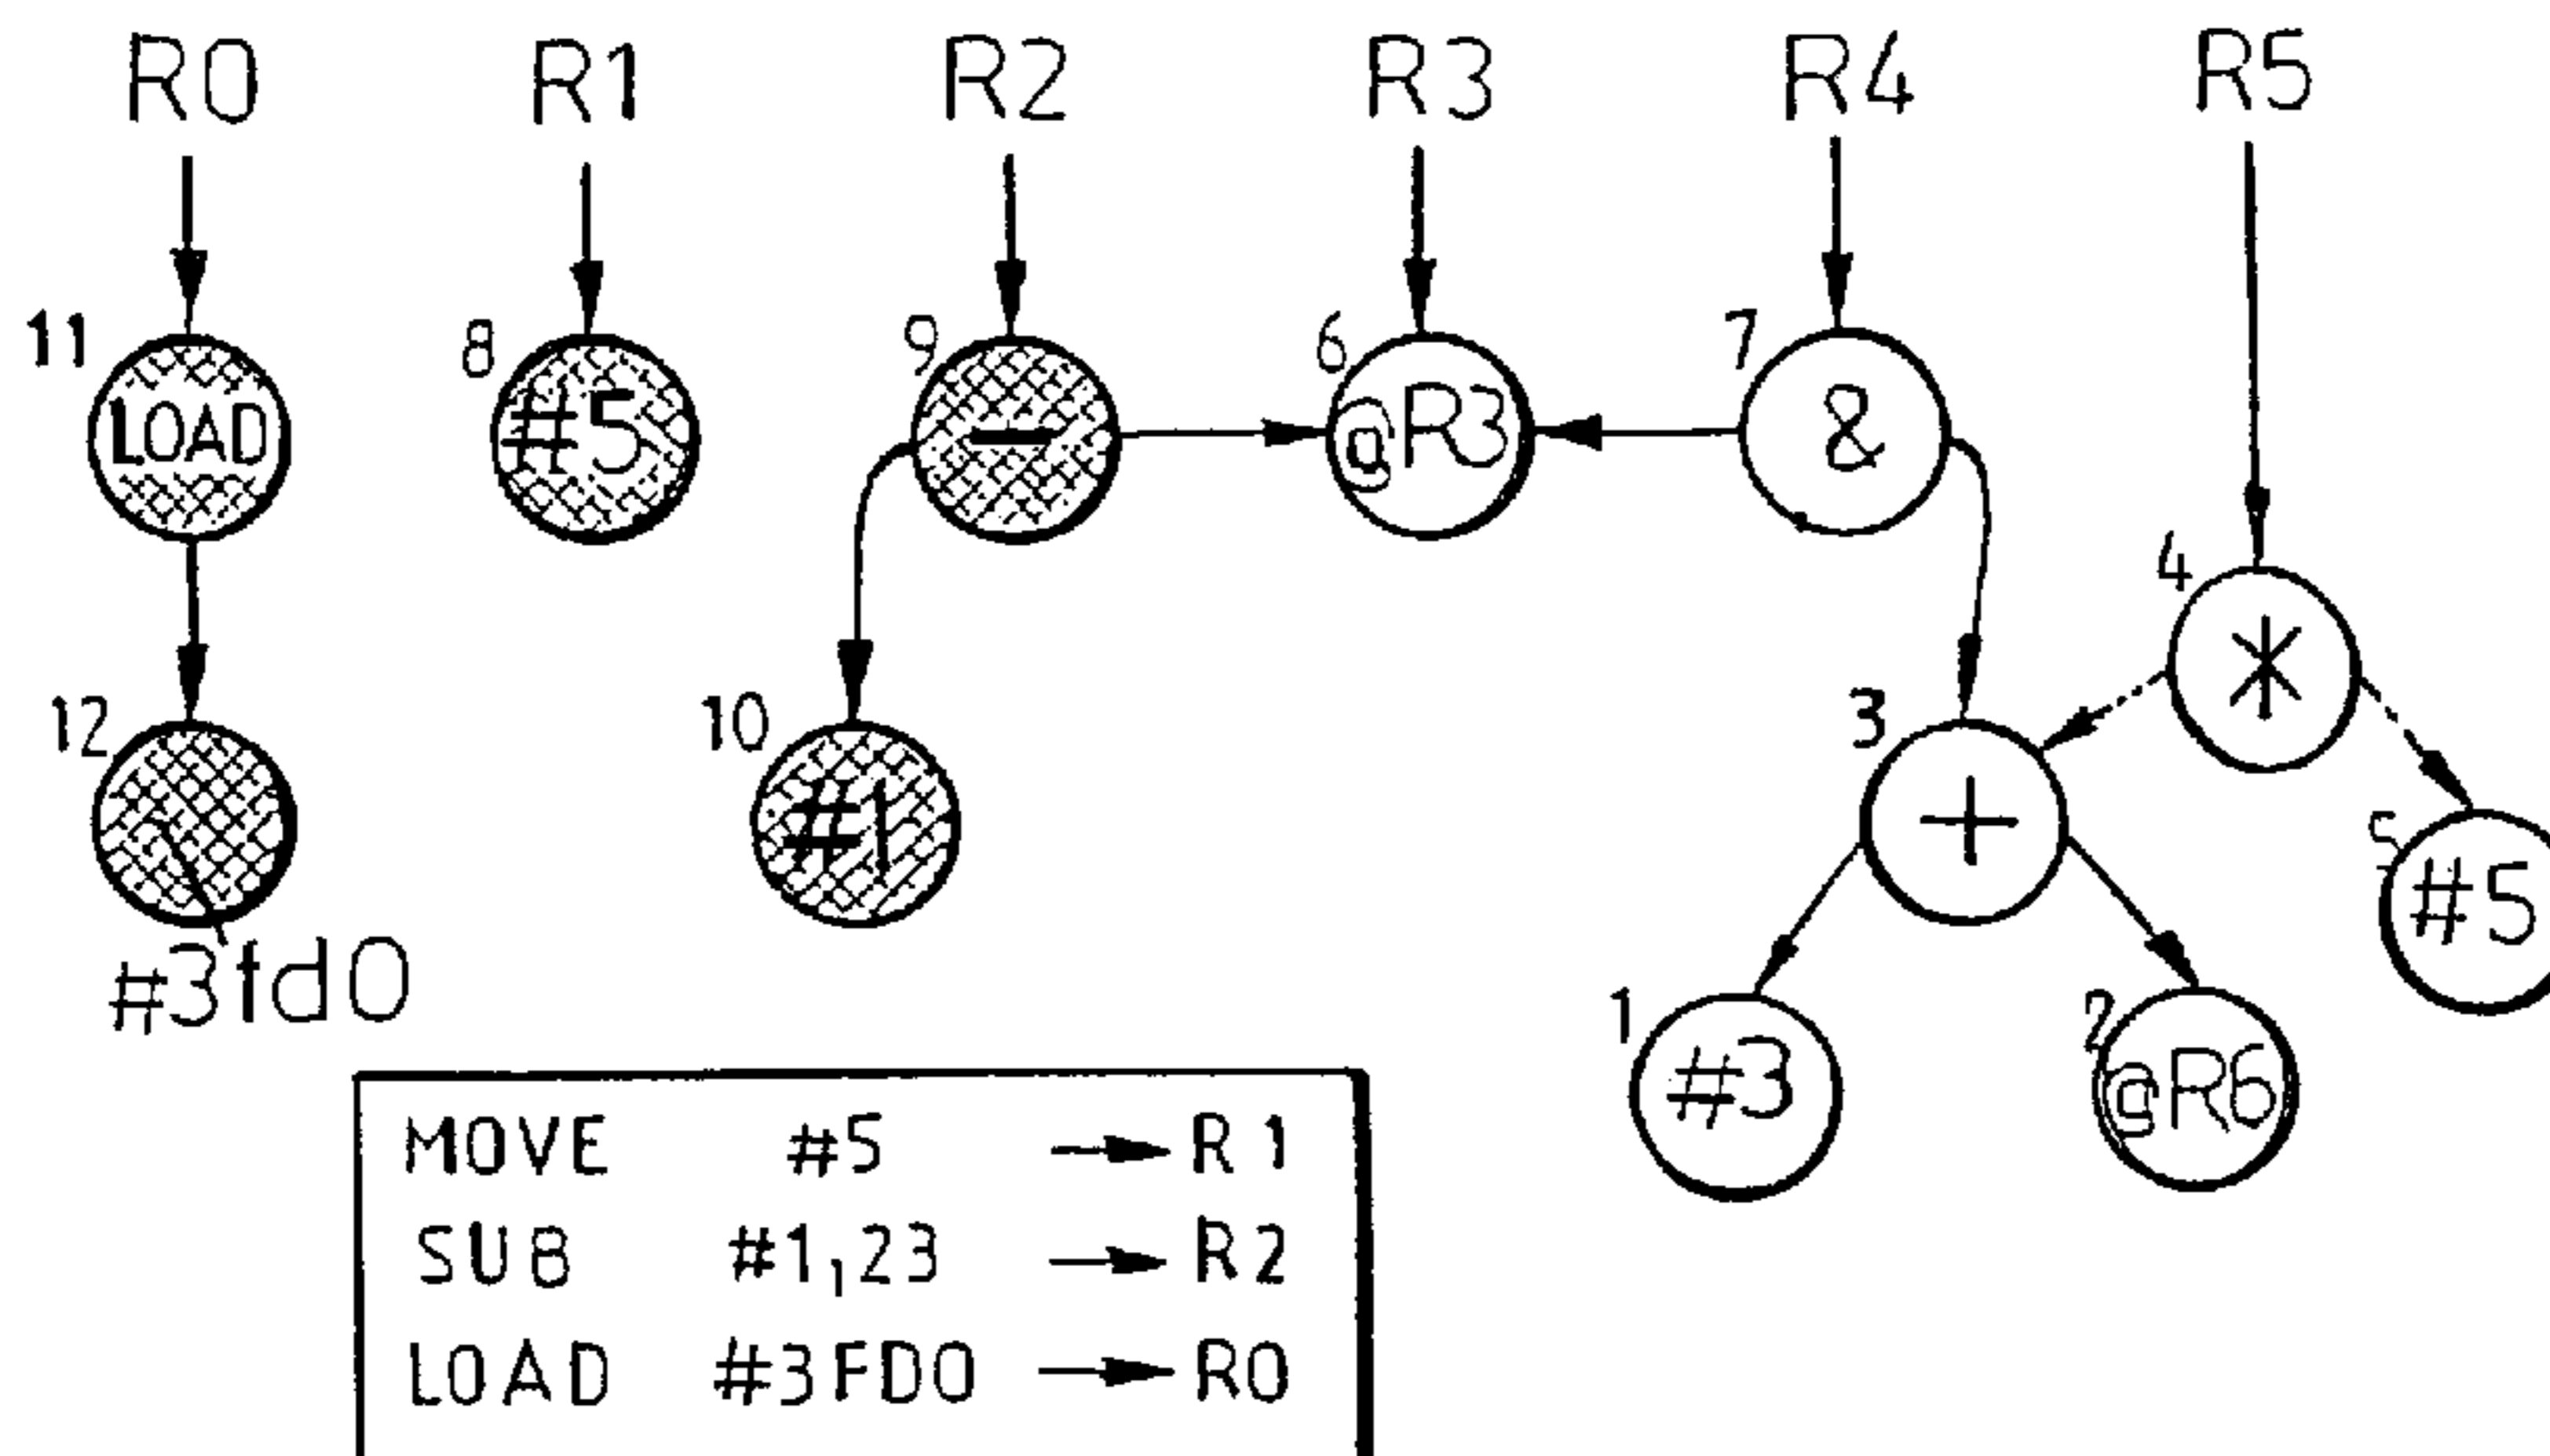 R0 R1 R2 R3 R4 R5
11 8 9 6 7
LOAD #5 - @R3 &
4
*
12 10 3
#1 +
5
#5
#3fd0
1 2
#3 @R6
MOVE #5 → R1
SUB #1,23 → R2
LOAD #3FD0 → R0